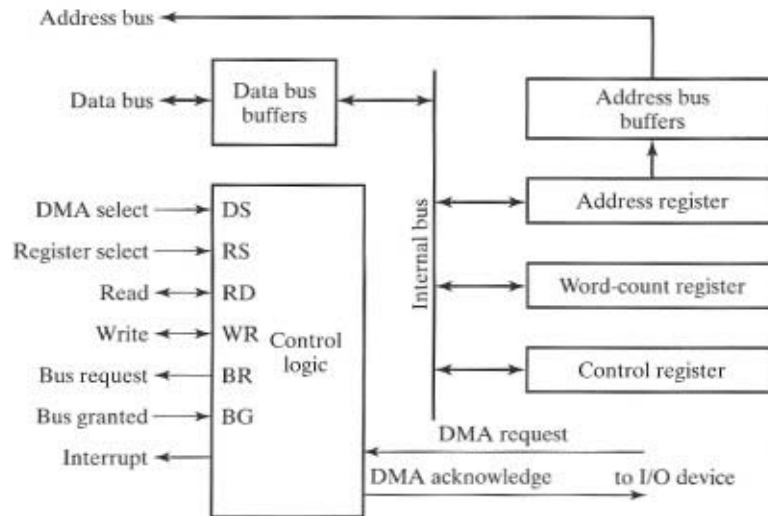 Address bus
Data bus
Data bus
buffers
Address bus
buffers
Internal bus
Address register
Word-count register
Control register
DMA select
DS
Register select
RS
Read
RD
Write
WR
Control
logic
Bus request
BR
Bus granted
BG
Interrupt
DMA request
DMA acknowledge
to I/O device